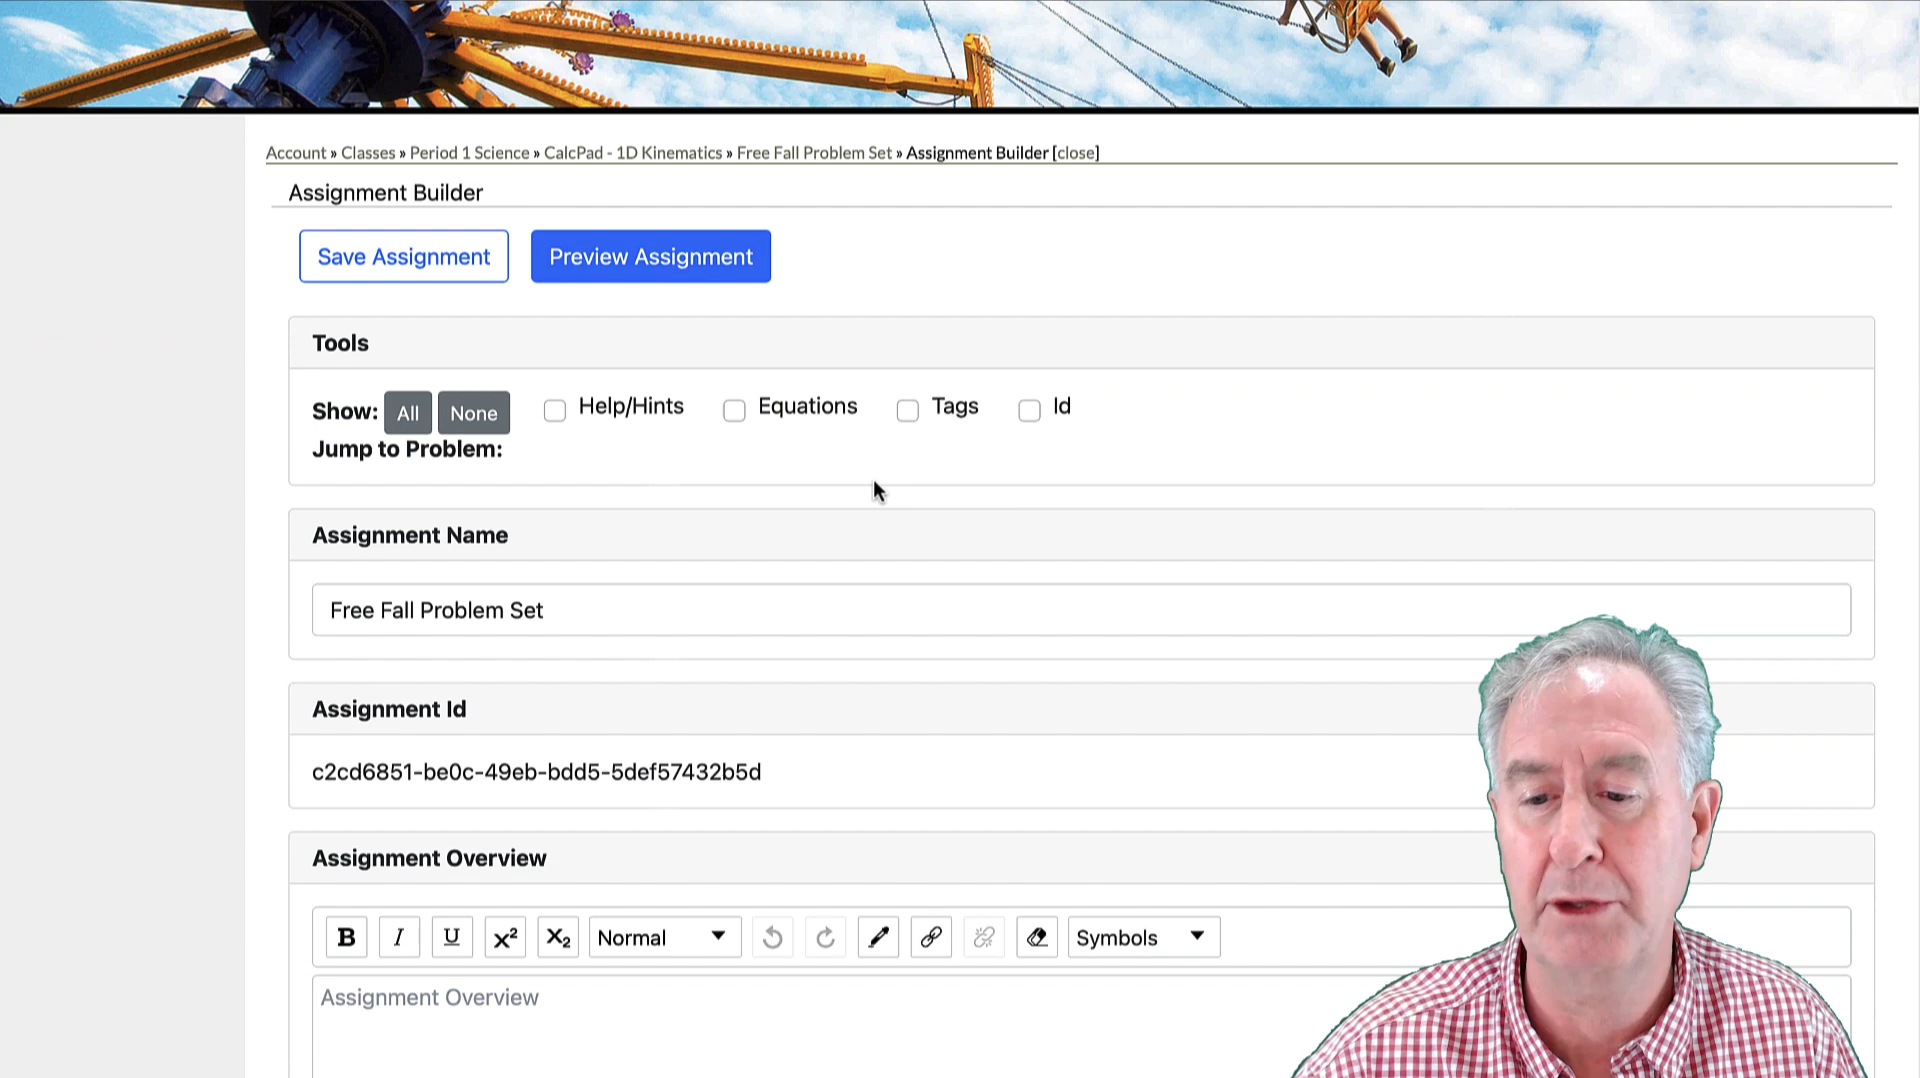 Account » Classes » Period 1 Science » CalcPad - 1D Kinematics » Free Fall Problem Set » Assignment Builder [close]
Assignment Builder
Save Assignment Preview Assignment
Tools
Show: All None Help/Hints Equations Tags Id
Jump to Problem:
Assignment Name
Free Fall Problem Set
Assignment Id
c2cd6851-be0c-49eb-bdd5-5def57432b5d
Assignment Overview
B I U X² X₂ Normal Symbols
Assignment Overview